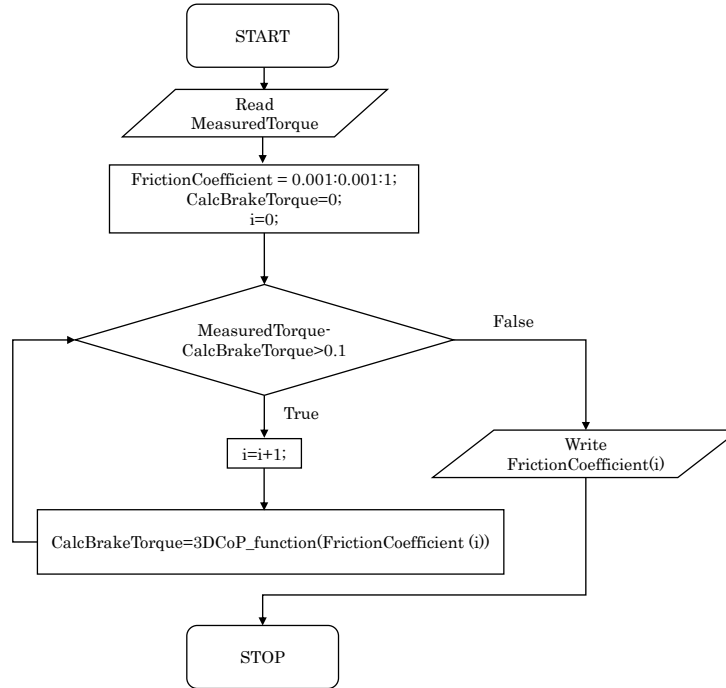 START
Read
MeasuredTorque
FrictionCoefficient = 0.001:0.001:1;
CalcBrakeTorque=0;
i=0;
MeasuredTorque-
CalcBrakeTorque>0.1
False
True
i=i+1;
Write
FrictionCoefficient(i)
CalcBrakeTorque=3DCoP_function(FrictionCoefficient (i))
STOP